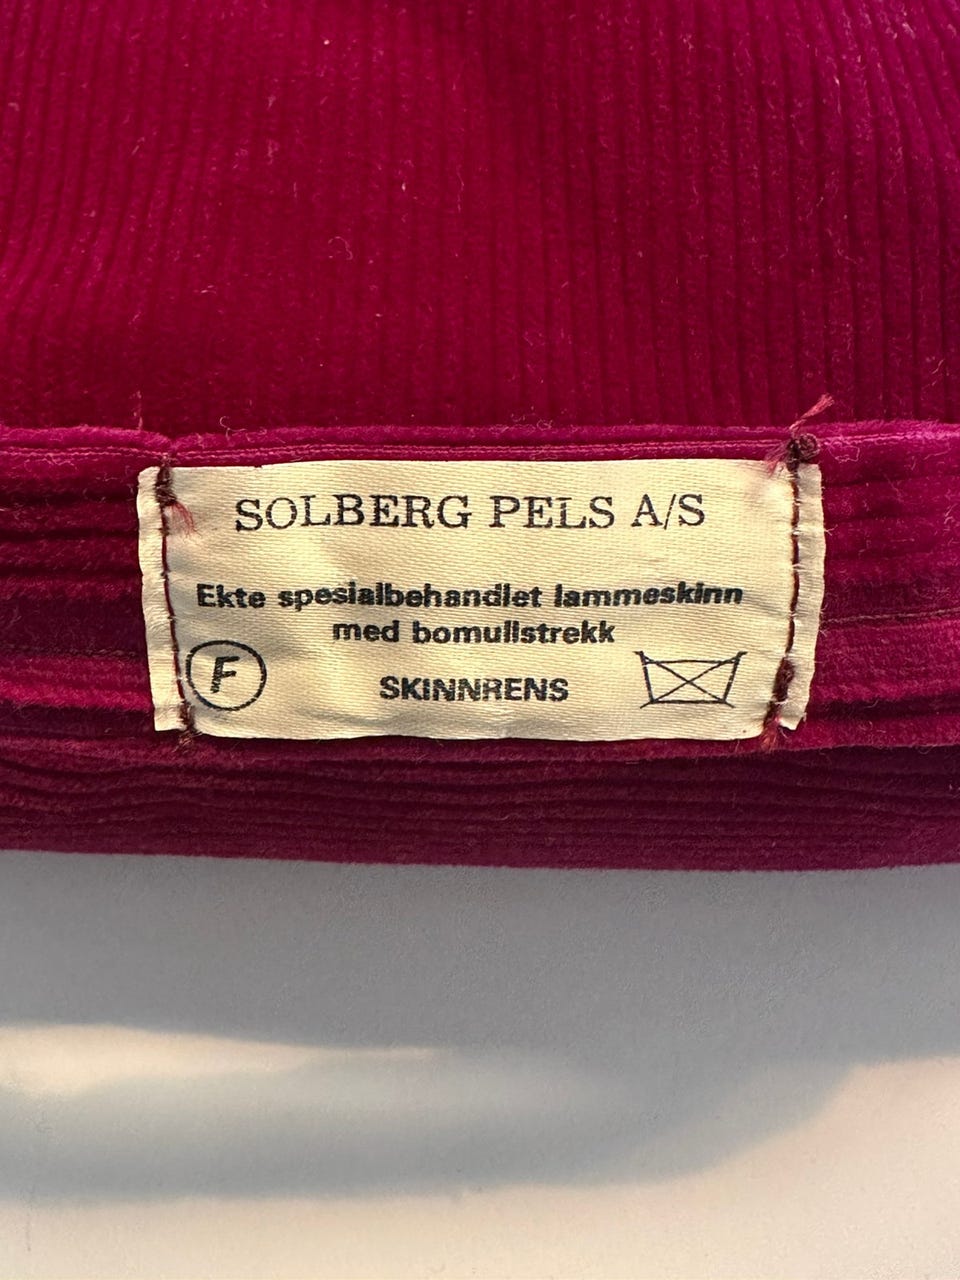 SOLBERG PELS A/S
Ekte spesialbehandlet lammeskinn
med bomullstrekk
F
SKINNRENS